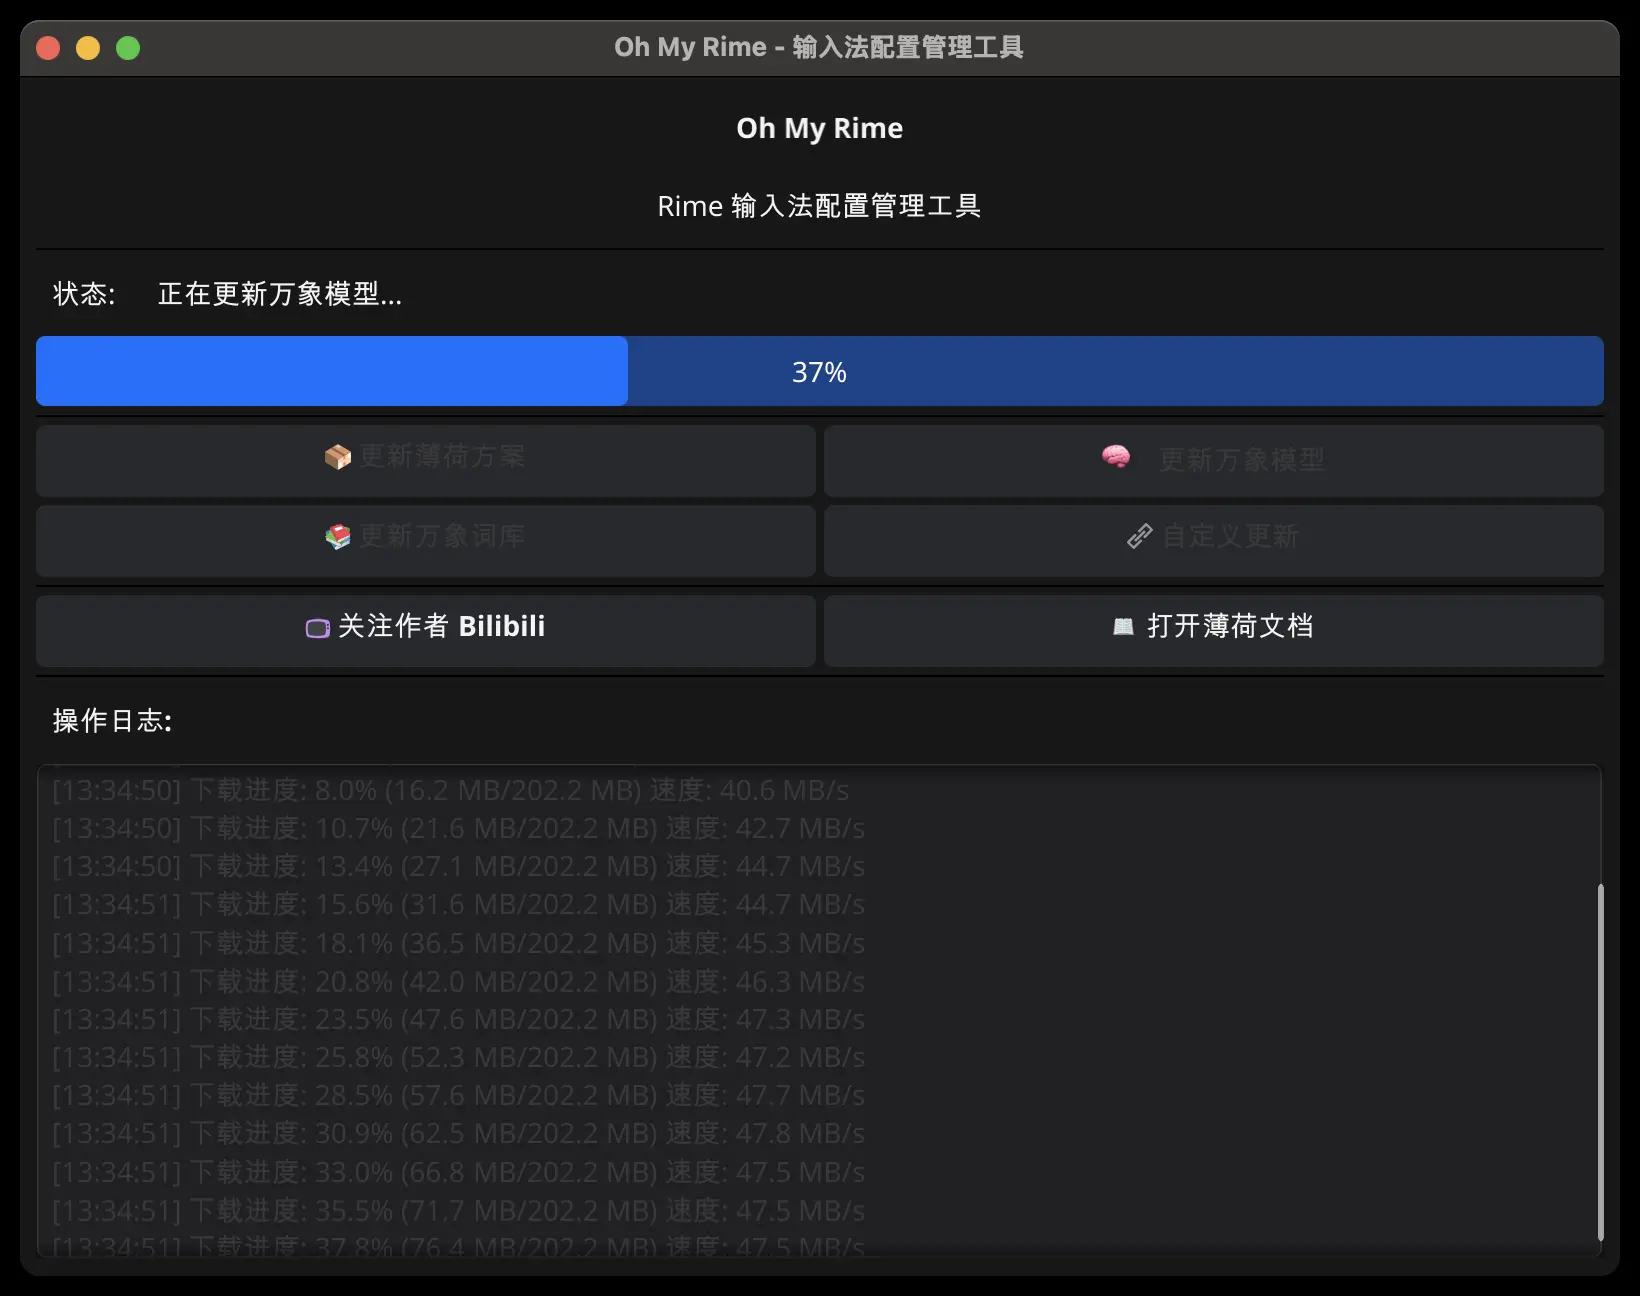 Oh My Rime - 输入法配置管理工具
Oh My Rime
Rime 输入法配置管理工具
状态: 正在更新万象模型...
37%
更新薄荷方案
更新万象模型
更新万象词库
自定义更新
关注作者 Bilibili
打开薄荷文档
操作日志:
[13:34:50] 下载进度: 8.0% (16.2 MB/202.2 MB) 速度: 40.6 MB/s
[13:34:50] 下载进度: 10.7% (21.6 MB/202.2 MB) 速度: 42.7 MB/s
[13:34:50] 下载进度: 13.4% (27.1 MB/202.2 MB) 速度: 44.7 MB/s
[13:34:51] 下载进度: 15.6% (31.6 MB/202.2 MB) 速度: 44.7 MB/s
[13:34:51] 下载进度: 18.1% (36.5 MB/202.2 MB) 速度: 45.3 MB/s
[13:34:51] 下载进度: 20.8% (42.0 MB/202.2 MB) 速度: 46.3 MB/s
[13:34:51] 下载进度: 23.5% (47.6 MB/202.2 MB) 速度: 47.3 MB/s
[13:34:51] 下载进度: 25.8% (52.3 MB/202.2 MB) 速度: 47.2 MB/s
[13:34:51] 下载进度: 28.5% (57.6 MB/202.2 MB) 速度: 47.7 MB/s
[13:34:51] 下载进度: 30.9% (62.5 MB/202.2 MB) 速度: 47.8 MB/s
[13:34:51] 下载进度: 33.0% (66.8 MB/202.2 MB) 速度: 47.5 MB/s
[13:34:51] 下载进度: 35.5% (71.7 MB/202.2 MB) 速度: 47.5 MB/s
[13:34:51] 下载进度: 37.8% (76.4 MB/202.2 MB) 速度: 47.5 MB/s